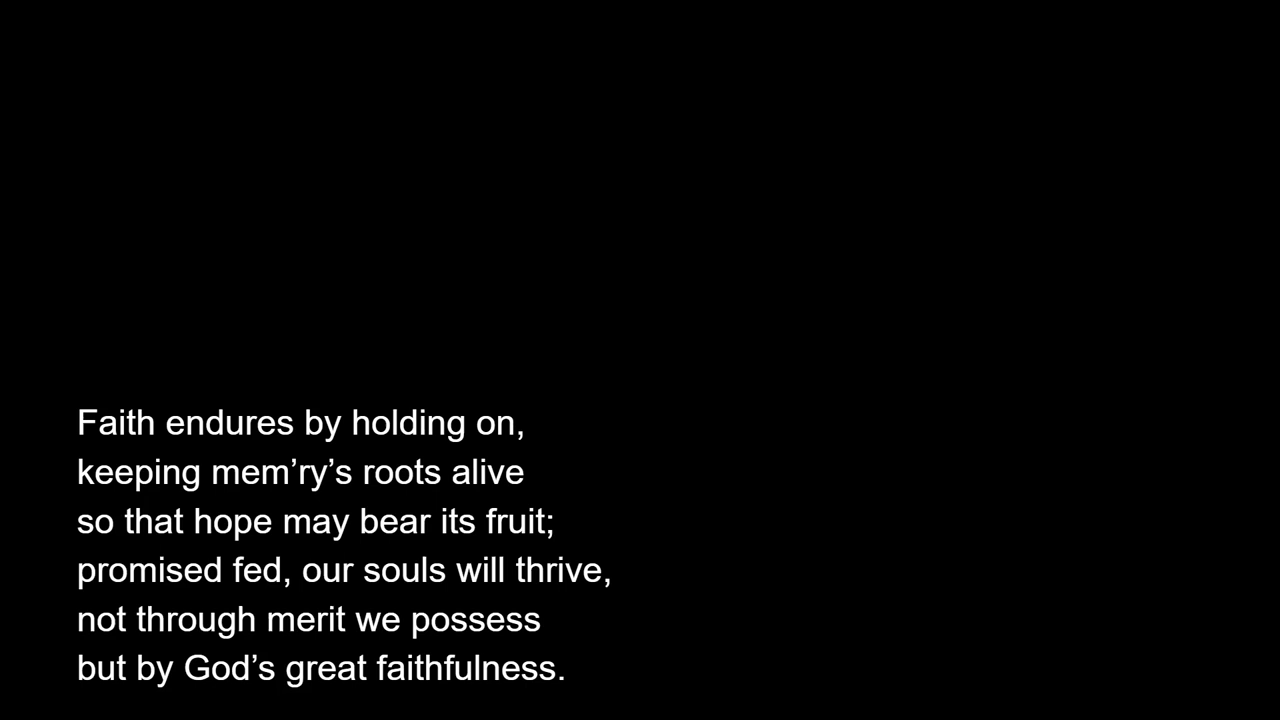 Faith endures by holding on,
keeping mem’ry’s roots alive
so that hope may bear its fruit;
promised fed, our souls will thrive,
not through merit we possess
but by God’s great faithfulness.